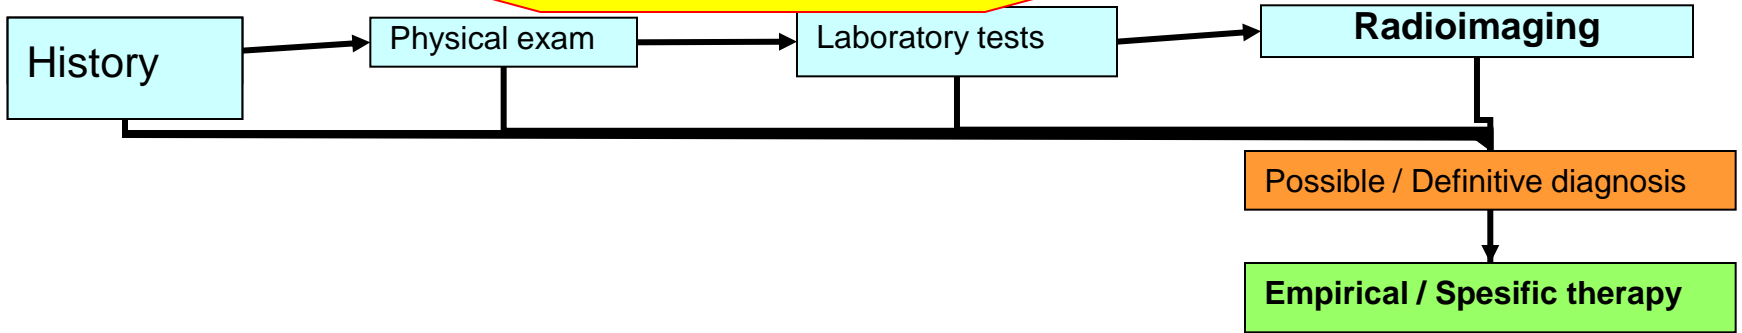 History
Physical exam
Laboratory tests
Radioimaging
Possible / Definitive diagnosis
Empirical / Spesific therapy